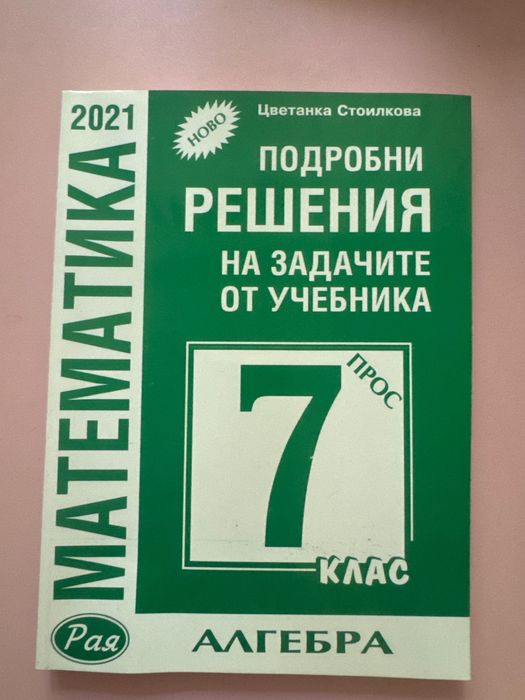 2021
МАТЕМАТИКА
НОВО
Цветанка Стоилкова
ПОДРОБНИ
РЕШЕНИЯ
НА ЗАДАЧИТЕ
ОТ УЧЕБНИКА
ПРОС
7
КЛАС
Рая
АЛГЕБРА